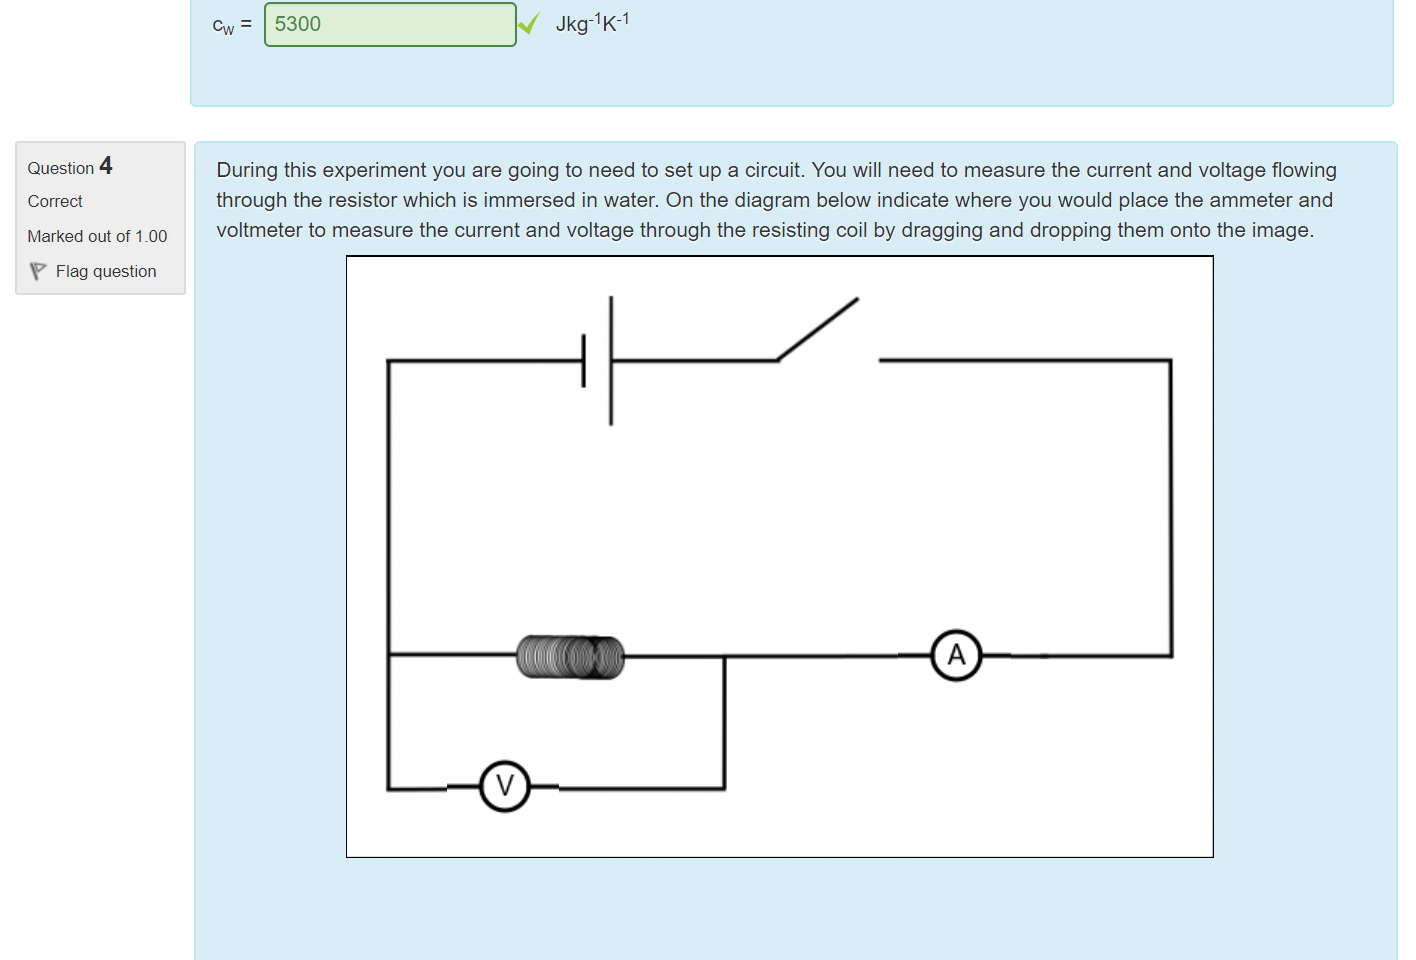 cw = 5300 Jkg-1K-1
Question 4
Correct
Marked out of 1.00
Flag question
During this experiment you are going to need to set up a circuit. You will need to measure the current and voltage flowing
through the resistor which is immersed in water. On the diagram below indicate where you would place the ammeter and
voltmeter to measure the current and voltage through the resisting coil by dragging and dropping them onto the image.
A
V